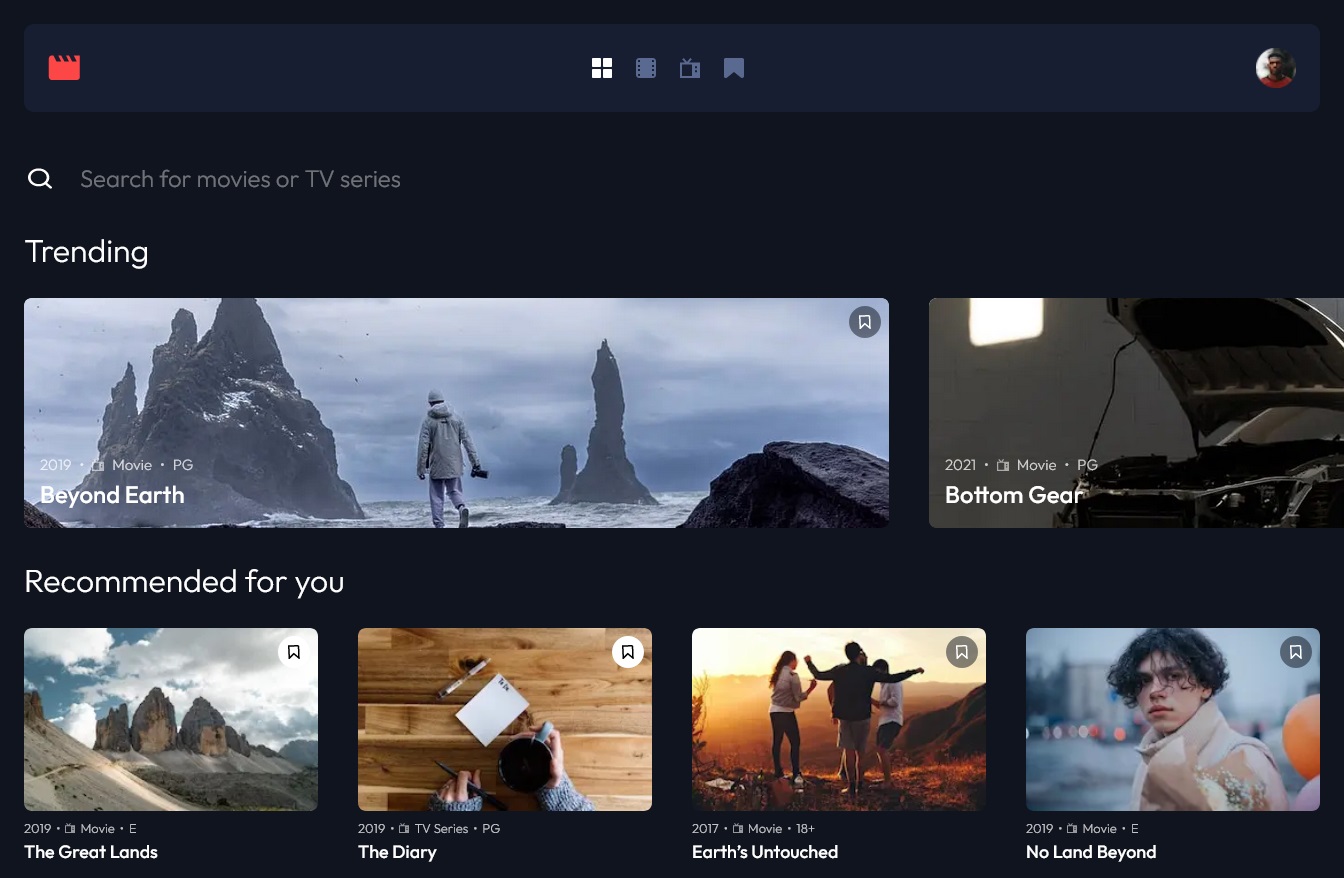 Search for movies or TV series
Trending
2019 • Movie • PG
Beyond Earth
2021 • Movie • PG
Bottom Gear
Recommended for you
2019 • Movie • E
The Great Lands
2019 • TV Series • PG
The Diary
2017 • Movie • 18+
Earth’s Untouched
2019 • Movie • E
No Land Beyond